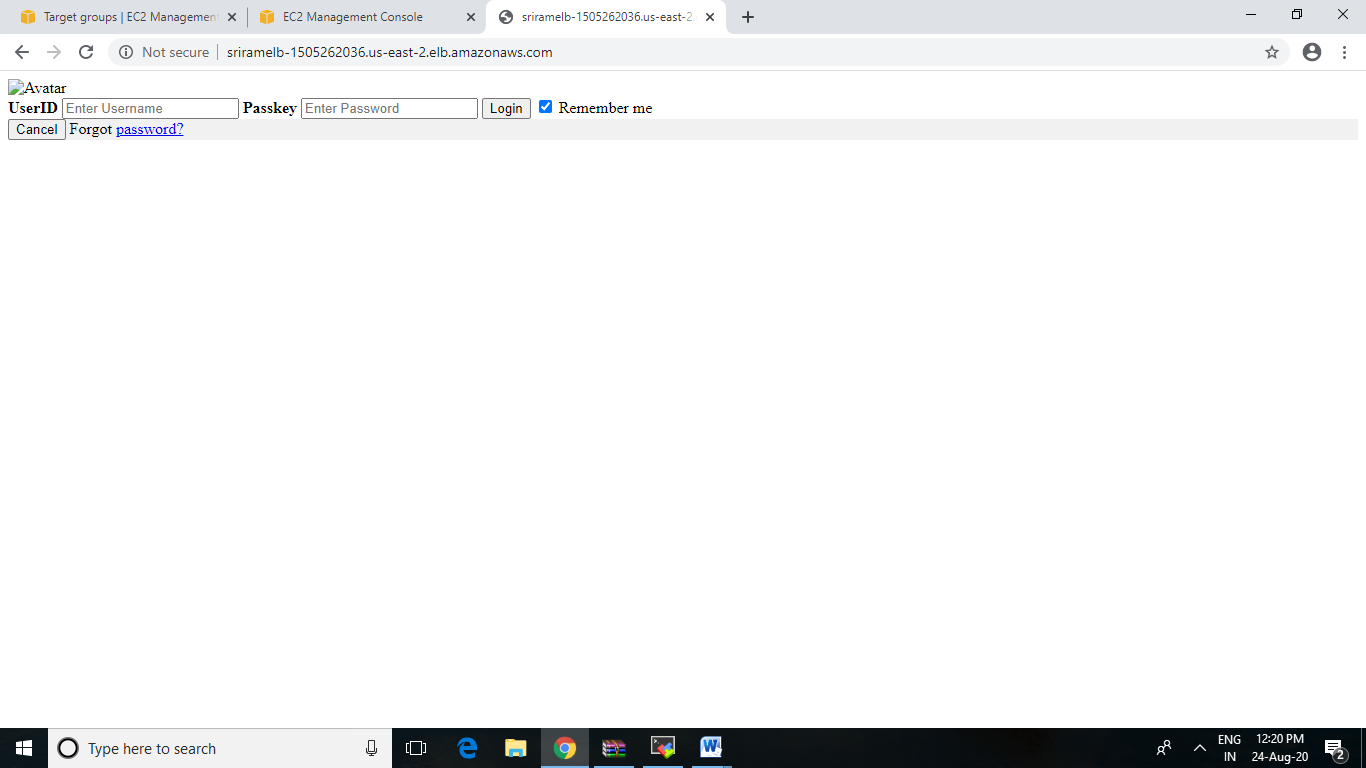 Target groups | EC2 Management
EC2 Management Console
sriramelb-1505262036.us-east-2.
Not secure
sriramelb-1505262036.us-east-2.elb.amazonaws.com
Avatar
UserID Enter Username Passkey Enter Password Login Remember me
Cancel Forgot password?
Type here to search
W
ENG
IN
12:20 PM
24-Aug-20
2